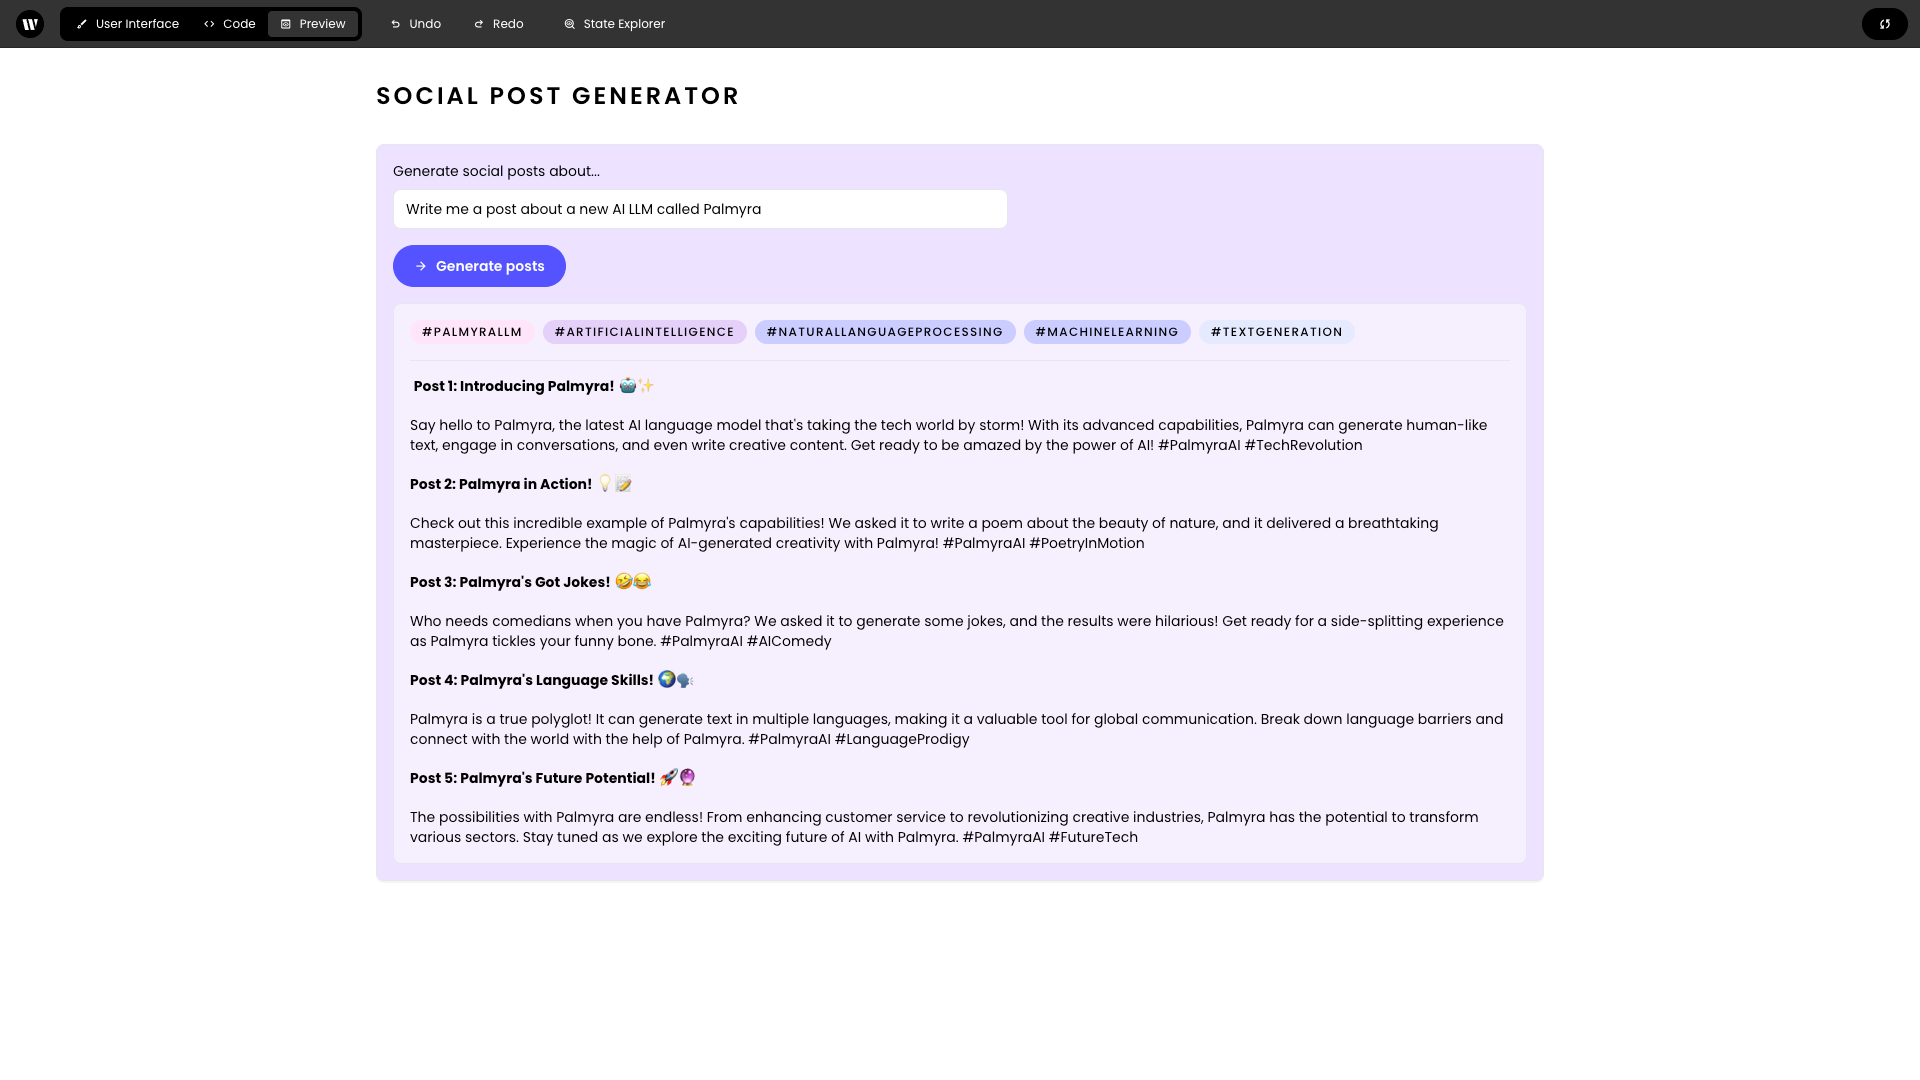 W User Interface Code Preview Undo Redo State Explorer
SOCIAL POST GENERATOR
Generate social posts about...
Write me a post about a new AI LLM called Palmyra
Generate posts
#PALMYRALLM #ARTIFICIALINTELLIGENCE #NATURALLANGUAGEPROCESSING #MACHINELEARNING #TEXTGENERATION
Post 1: Introducing Palmyra! 🤖✨
Say hello to Palmyra, the latest AI language model that's taking the tech world by storm! With its advanced capabilities, Palmyra can generate human-like
text, engage in conversations, and even write creative content. Get ready to be amazed by the power of AI! #PalmyraAI #TechRevolution
Post 2: Palmyra in Action! 💡📝
Check out this incredible example of Palmyra's capabilities! We asked it to write a poem about the beauty of nature, and it delivered a breathtaking
masterpiece. Experience the magic of AI-generated creativity with Palmyra! #PalmyraAI #PoetryInMotion
Post 3: Palmyra's Got Jokes! 🤣😂
Who needs comedians when you have Palmyra? We asked it to generate some jokes, and the results were hilarious! Get ready for a side-splitting experience
as Palmyra tickles your funny bone. #PalmyraAI #AIComedy
Post 4: Palmyra's Language Skills! 🌍🗣️
Palmyra is a true polyglot! It can generate text in multiple languages, making it a valuable tool for global communication. Break down language barriers and
connect with the world with the help of Palmyra. #PalmyraAI #LanguageProdigy
Post 5: Palmyra's Future Potential! 🚀🔮
The possibilities with Palmyra are endless! From enhancing customer service to revolutionizing creative industries, Palmyra has the potential to transform
various sectors. Stay tuned as we explore the exciting future of AI with Palmyra. #PalmyraAI #FutureTech